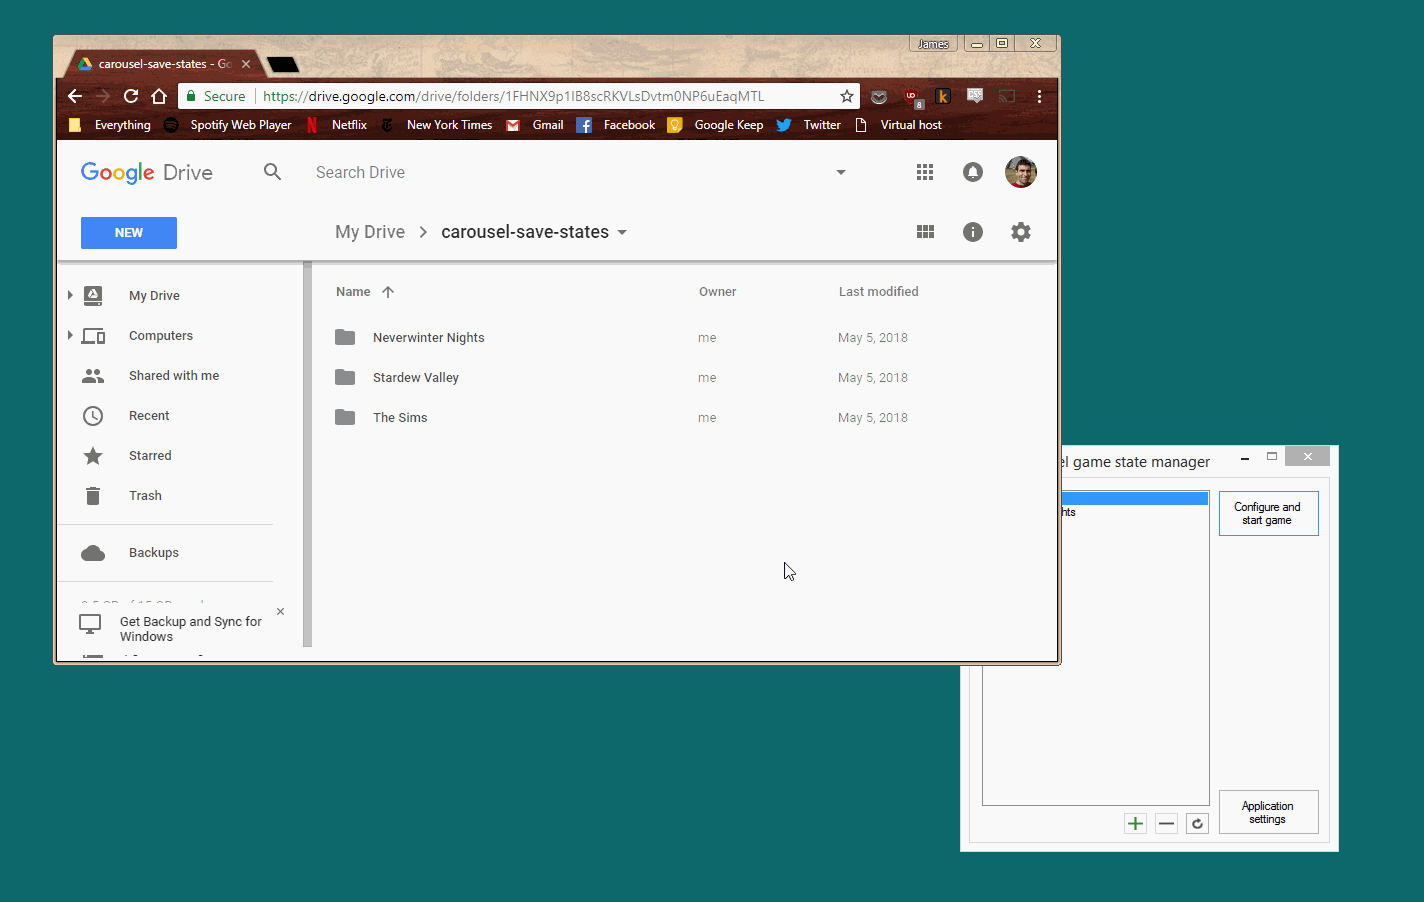 James
carousel-save-states - Go
Secure https://drive.google.com/drive/folders/1FHNX9p1IB8scRKVLsDvtm0NP6uEaqMTL
8
Everything Spotify Web Player Netflix New York Times Gmail Facebook Google Keep Twitter Virtual host
Google Drive Search Drive
NEW My Drive carousel-save-states
Name Owner Last modified
My Drive
Computers
Shared with me
Recent
Starred
Trash
Backups
Get Backup and Sync for
Windows
Neverwinter Nights me May 5, 2018
Stardew Valley me May 5, 2018
The Sims me May 5, 2018
el game state manager
hts
Configure and
start game
Application
settings